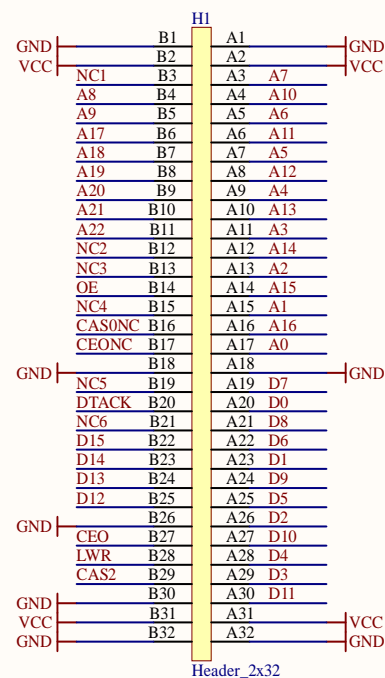 H1
GND B1 A1 GND
VCC B2 A2 VCC
NC1 B3 A3 A7
A8 B4 A4 A10
A9 B5 A5 A6
A17 B6 A6 A11
A18 B7 A7 A5
A19 B8 A8 A12
A20 B9 A9 A4
A21 B10 A10 A13
A22 B11 A11 A3
NC2 B12 A12 A14
NC3 B13 A13 A2
OE B14 A14 A15
NC4 B15 A15 A1
CAS0NC B16 A16 A16
CEONC B17 A17 A0
GND B18 A18 GND
NC5 B19 A19 D7
DTACK B20 A20 D0
NC6 B21 A21 D8
D15 B22 A22 D6
D14 B23 A23 D1
D13 B24 A24 D9
D12 B25 A25 D5
GND B26 A26 D2
CEO B27 A27 D10
LWR B28 A28 D4
CAS2 B29 A29 D3
GND B30 A30 D11
VCC B31 A31 VCC
GND B32 A32 GND
Header_2x32